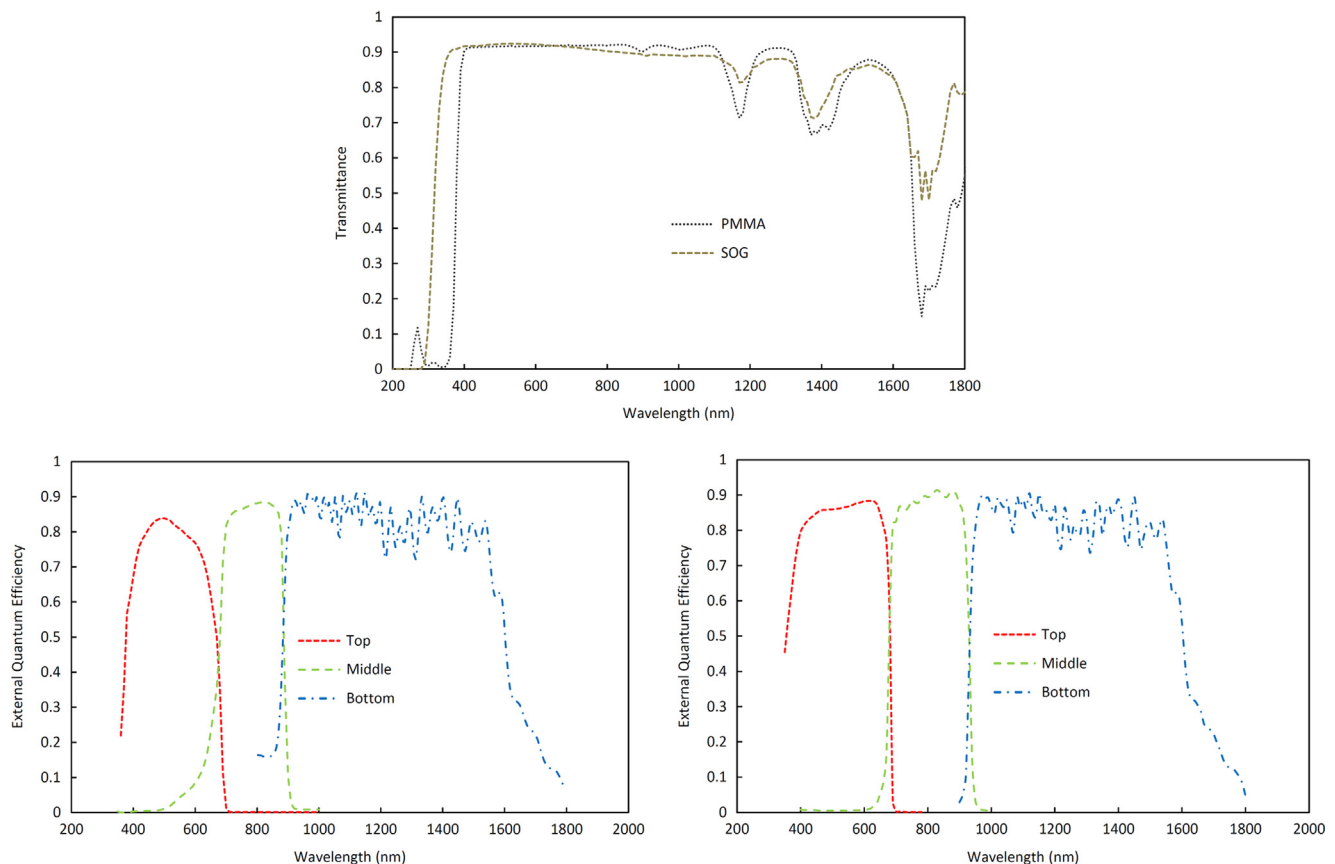 1
0.9
0.8
0.7
0.6
0.5
0.4
0.3
0.2
0.1
0
Transmittance
PMMA
SOG
200 400 600 800 1000 1200 1400 1600 1800
Wavelength (nm)
1
0.9
0.8
0.7
0.6
0.5
0.4
0.3
0.2
0.1
0
External Quantum Efficiency
Top
Middle
Bottom
200 400 600 800 1000 1200 1400 1600 1800 2000
Wavelength (nm)
1
0.9
0.8
0.7
0.6
0.5
0.4
0.3
0.2
0.1
0
External Quantum Efficiency
Top
Middle
Bottom
200 400 600 800 1000 1200 1400 1600 1800 2000
Wavelength (nm)